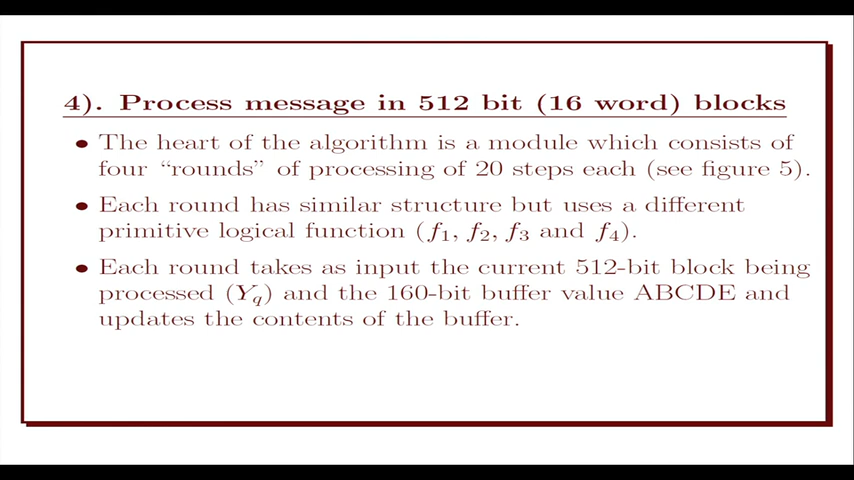 4). Process message in 512 bit (16 word) blocks
• The heart of the algorithm is a module which consists of
four “rounds” of processing of 20 steps each (see figure 5).
• Each round has similar structure but uses a different
primitive logical function (f₁, f₂, f₃ and f₄).
• Each round takes as input the current 512-bit block being
processed (Y_q) and the 160-bit buffer value ABCDE and
updates the contents of the buffer.